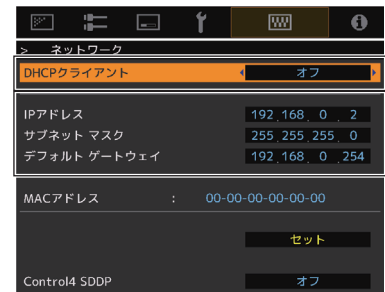 > ネットワーク
DHCPクライアント オフ
IPアドレス 192 . 168 . 0 . 2
サブネット マスク 255 . 255 . 255 . 0
デフォルト ゲートウェイ 192 . 168 . 0 . 254
MACアドレス : 00-00-00-00-00-00
セット
Control4 SDDP オフ